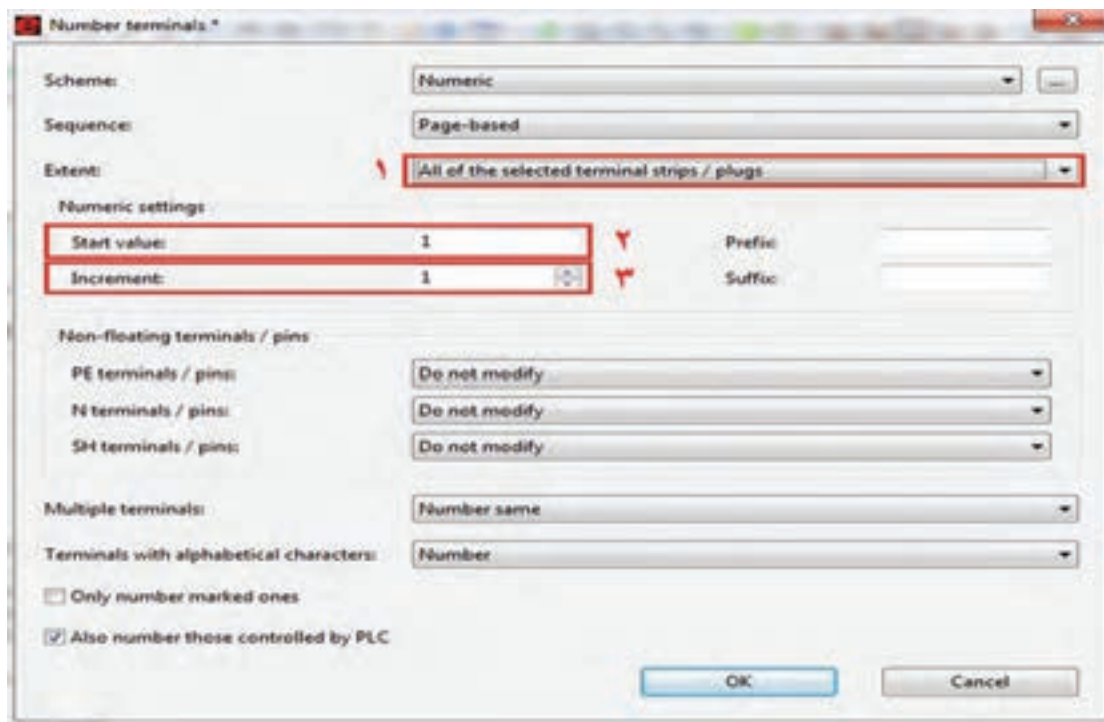 Number terminals *
Scheme: Numeric ...
Sequence: Page-based
Extent: ۱ All of the selected terminal strips / plugs
Numeric settings
Start value: 1 ۲ Prefix:
Increment: 1 ۳ Suffix:
Non-floating terminals / pins
PE terminals / pins: Do not modify
N terminals / pins: Do not modify
SH terminals / pins: Do not modify
Multiple terminals: Number same
Terminals with alphabetical characters: Number
Only number marked ones
Also number those controlled by PLC
OK Cancel